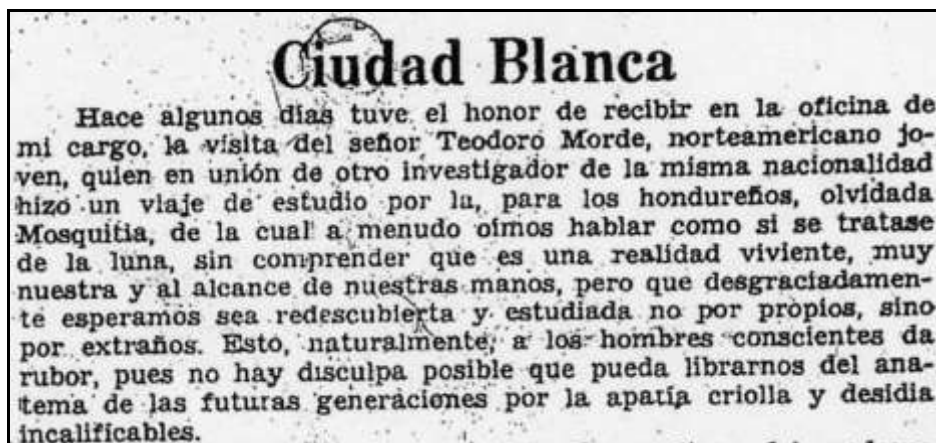 Ciudad Blanca
Hace algunos dias tuve el honor de recibir en la oficina de
mi cargo, la visita del señor Teodoro Morde, norteamericano jo-
ven, quien en unión de otro investigador de la misma nacionalidad
hizo un viaje de estudio por la, para los hondureños, olvidada
Mosquitia, de la cual a menudo oimos hablar como si se tratase
de la luna, sin comprender que es una realidad viviente, muy
nuestra y al alcance de nuestras manos, pero que desgraciadamen-
te esperamos sea redescubierta y estudiada no por propios, sino
por extraños. Esto, naturalmente, a los hombres conscientes da
rubor, pues no hay disculpa posible que pueda librarnos del ana-
tema de las futuras generaciones por la apatía criolla y desidia
incalificables.